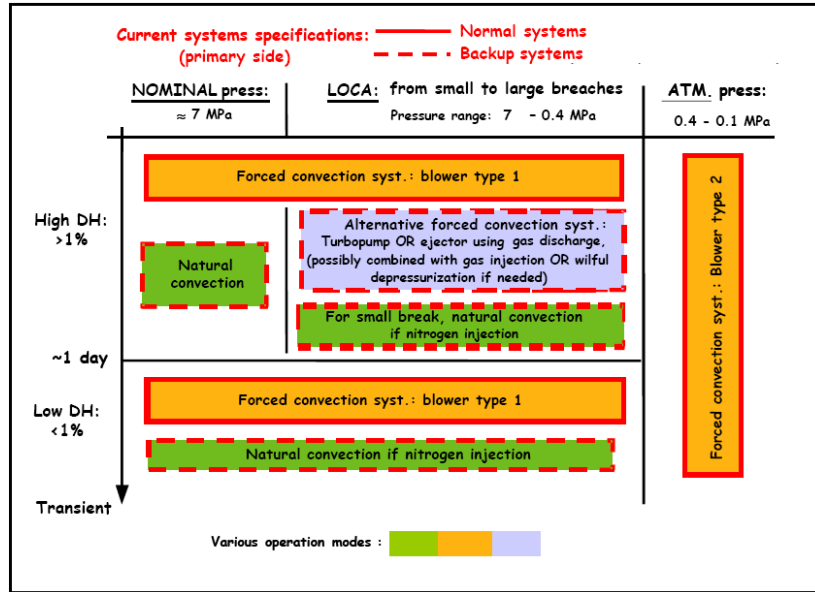 Current systems specifications:
(primary side)
Normal systems
Backup systems
NOMINAL press:
≈ 7 MPa
LOCA: from small to large breaches
Pressure range: 7 - 0.4 MPa
ATM. press:
0.4 - 0.1 MPa
High DH:
>1%
Forced convection syst.: blower type 1
Natural
convection
Alternative forced convection syst.:
Turbopump OR ejector using gas discharge,
(possibly combined with gas injection OR wilful
depressurization if needed)
For small break, natural convection
if nitrogen injection
Forced convection syst.: Blower type 2
~1 day
Low DH:
<1%
Forced convection syst.: blower type 1
Natural convection if nitrogen injection
Transient
Various operation modes :